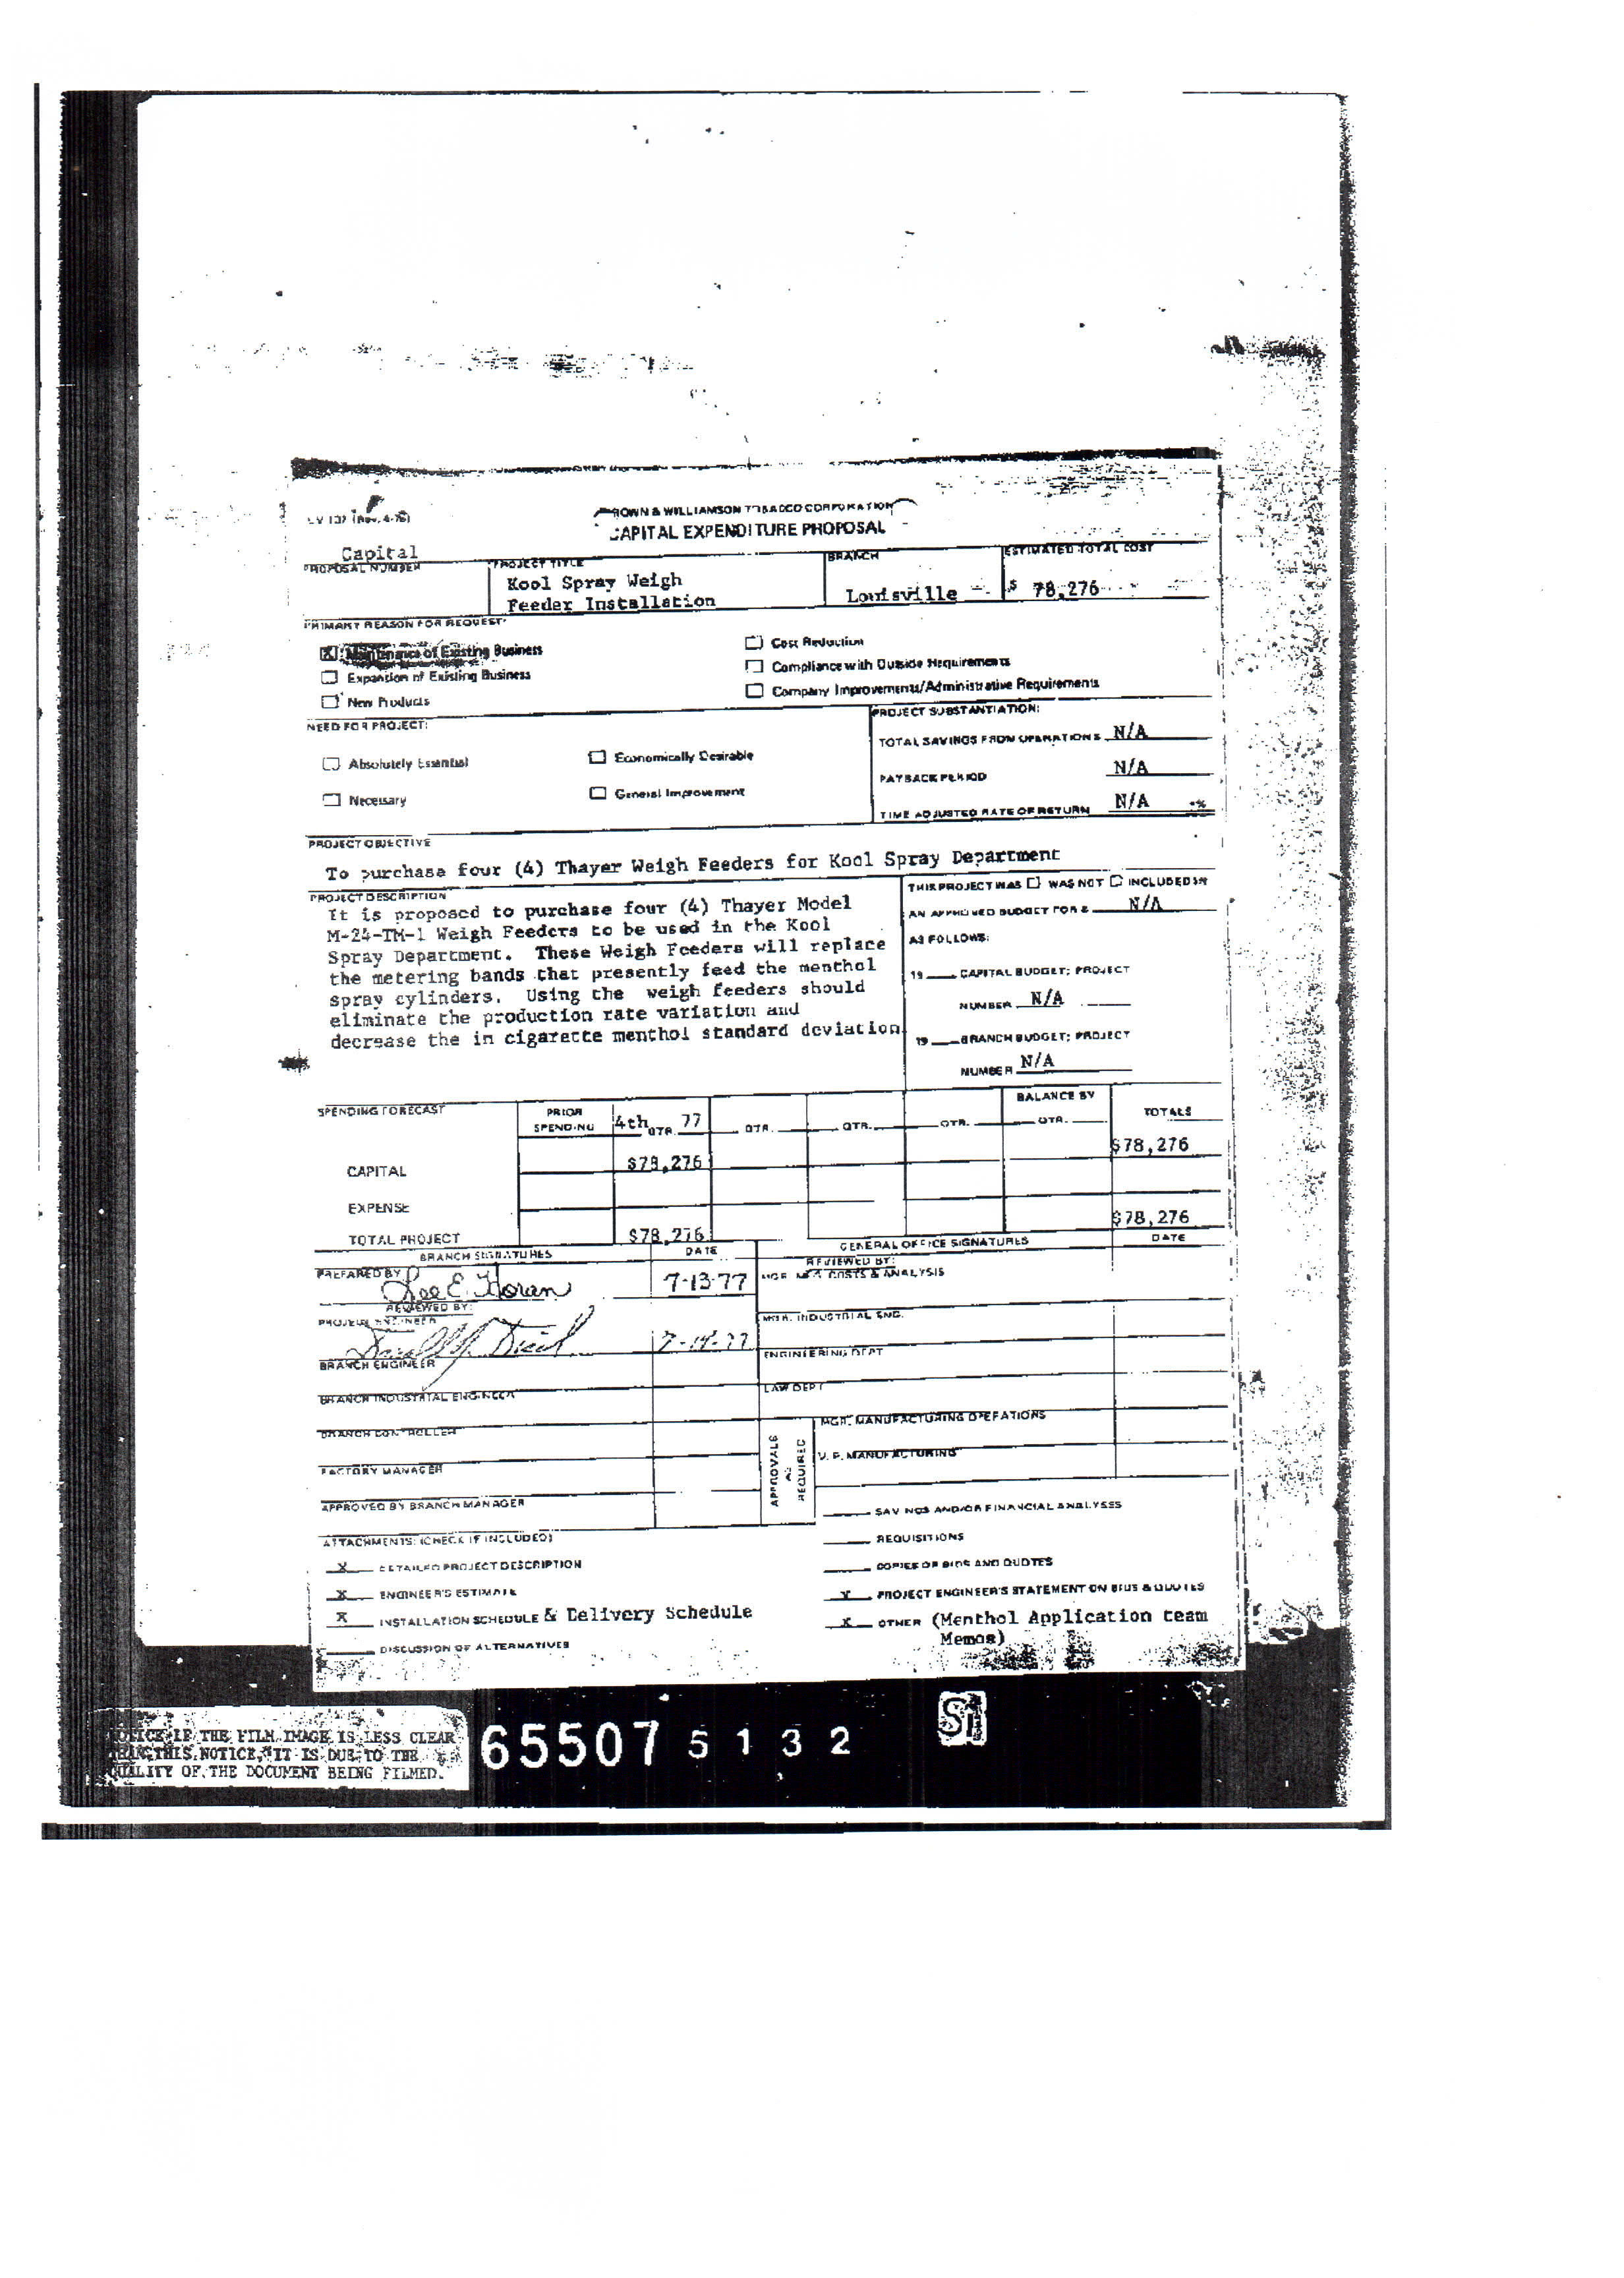 LV 137 (Rev. 4-76)
BROWN & WILLIAMSON TOBACCO CORPORATION
CAPITAL EXPENDITURE PROPOSAL
Capital
PROPOSAL NUMBER
PROJECT TITLE
Kool Spray Weigh
Feeder Installation
BRANCH
Louisville
ESTIMATED TOTAL COST
$ 78,276
PRIMARY REASON FOR REQUEST:
X Maintenance of Existing Business
Expansion of Existing Business
New Products
Cost Reduction
Compliance with Outside Requirements
Company Improvements/Administrative Requirements
NEED FOR PROJECT:
Absolutely Essential
Economically Desirable
Necessary
General Improvement
PROJECT SUBSTANTIATION:
TOTAL SAVINGS FROM OPERATIONS N/A
PAYBACK PERIOD N/A
TIME ADJUSTED RATE OF RETURN N/A %
PROJECT OBJECTIVE
To purchase four (4) Thayer Weigh Feeders for Kool Spray Department
PROJECT DESCRIPTION
It is proposed to purchase four (4) Thayer Model
M-24-TM-1 Weigh Feeders to be used in the Kool
Spray Department. These Weigh Feeders will replace
the metering bands that presently feed the menthol
spray cylinders. Using the weigh feeders should
eliminate the production rate variation and
decrease the in cigarette menthol standard deviation
THIS PROJECT WAS WAS NOT INCLUDED IN
AN APPROVED BUDGET FOR $ N/A
AS FOLLOWS:
19 CAPITAL BUDGET; PROJECT
NUMBER N/A
19 BRANCH BUDGET; PROJECT
NUMBER N/A
SPENDING FORECAST
PRIOR SPENDING
4th QTR. 77
QTR.
QTR.
QTR.
BALANCE BY
QTR.
TOTALS
CAPITAL $78,276 $78,276
EXPENSE
TOTAL PROJECT $78,276 $78,276
BRANCH SIGNATURES DATE
GENERAL OFFICE SIGNATURES DATE
PREPARED BY
Lee E. Horan 7-13-77
REVIEWED BY:
PROJECT ENGINEER
7-14-77
BRANCH ENGINEER
BRANCH INDUSTRIAL ENGINEER
BRANCH CONTROLLER
FACTORY MANAGER
APPROVED BY BRANCH MANAGER
REVIEWED BY:
MGR. MFG. COSTS & ANALYSIS
MGR. INDUSTRIAL ENG.
ENGINEERING DEPT
LAW DEPT
APPROVALS AS REQUIRED
MGR. MANUFACTURING OPERATIONS
V. P. MANUFACTURING
ATTACHMENTS: (CHECK IF INCLUDED)
X DETAILED PROJECT DESCRIPTION
X ENGINEER'S ESTIMATE
X INSTALLATION SCHEDULE & Delivery Schedule
DISCUSSION OF ALTERNATIVES
SAVINGS AND/OR FINANCIAL ANALYSES
REQUISITIONS
COPIES OF BIDS AND QUOTES
X PROJECT ENGINEER'S STATEMENT ON BIDS & QUOTES
X OTHER (Menthol Application team
Memos)
NOTICE-IF THE FILM IMAGE IS LESS CLEAR
THAN THIS NOTICE, IT IS DUE TO THE
QUALITY OF THE DOCUMENT BEING FILMED.
65507 5132